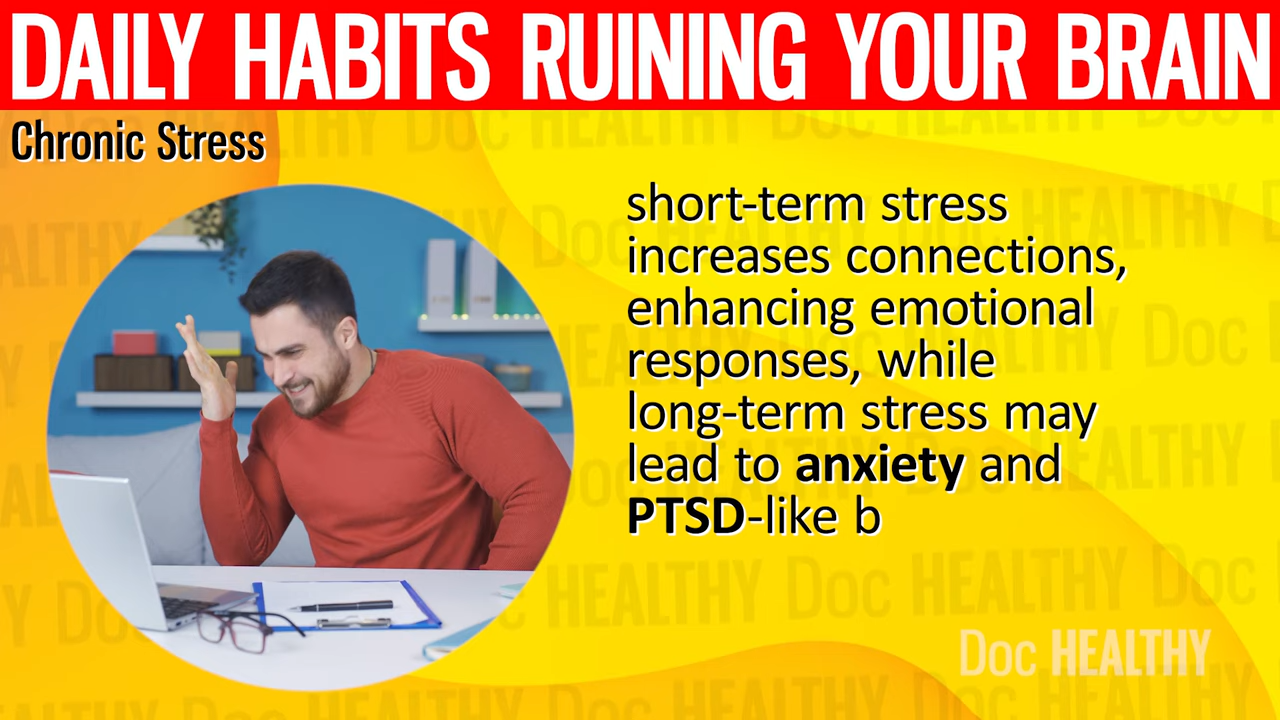 DAILY HABITS RUINING YOUR BRAIN
Chronic Stress
short-term stress
increases connections,
enhancing emotional
responses, while
long-term stress may
lead to anxiety and
PTSD-like b
Doc HEALTHY